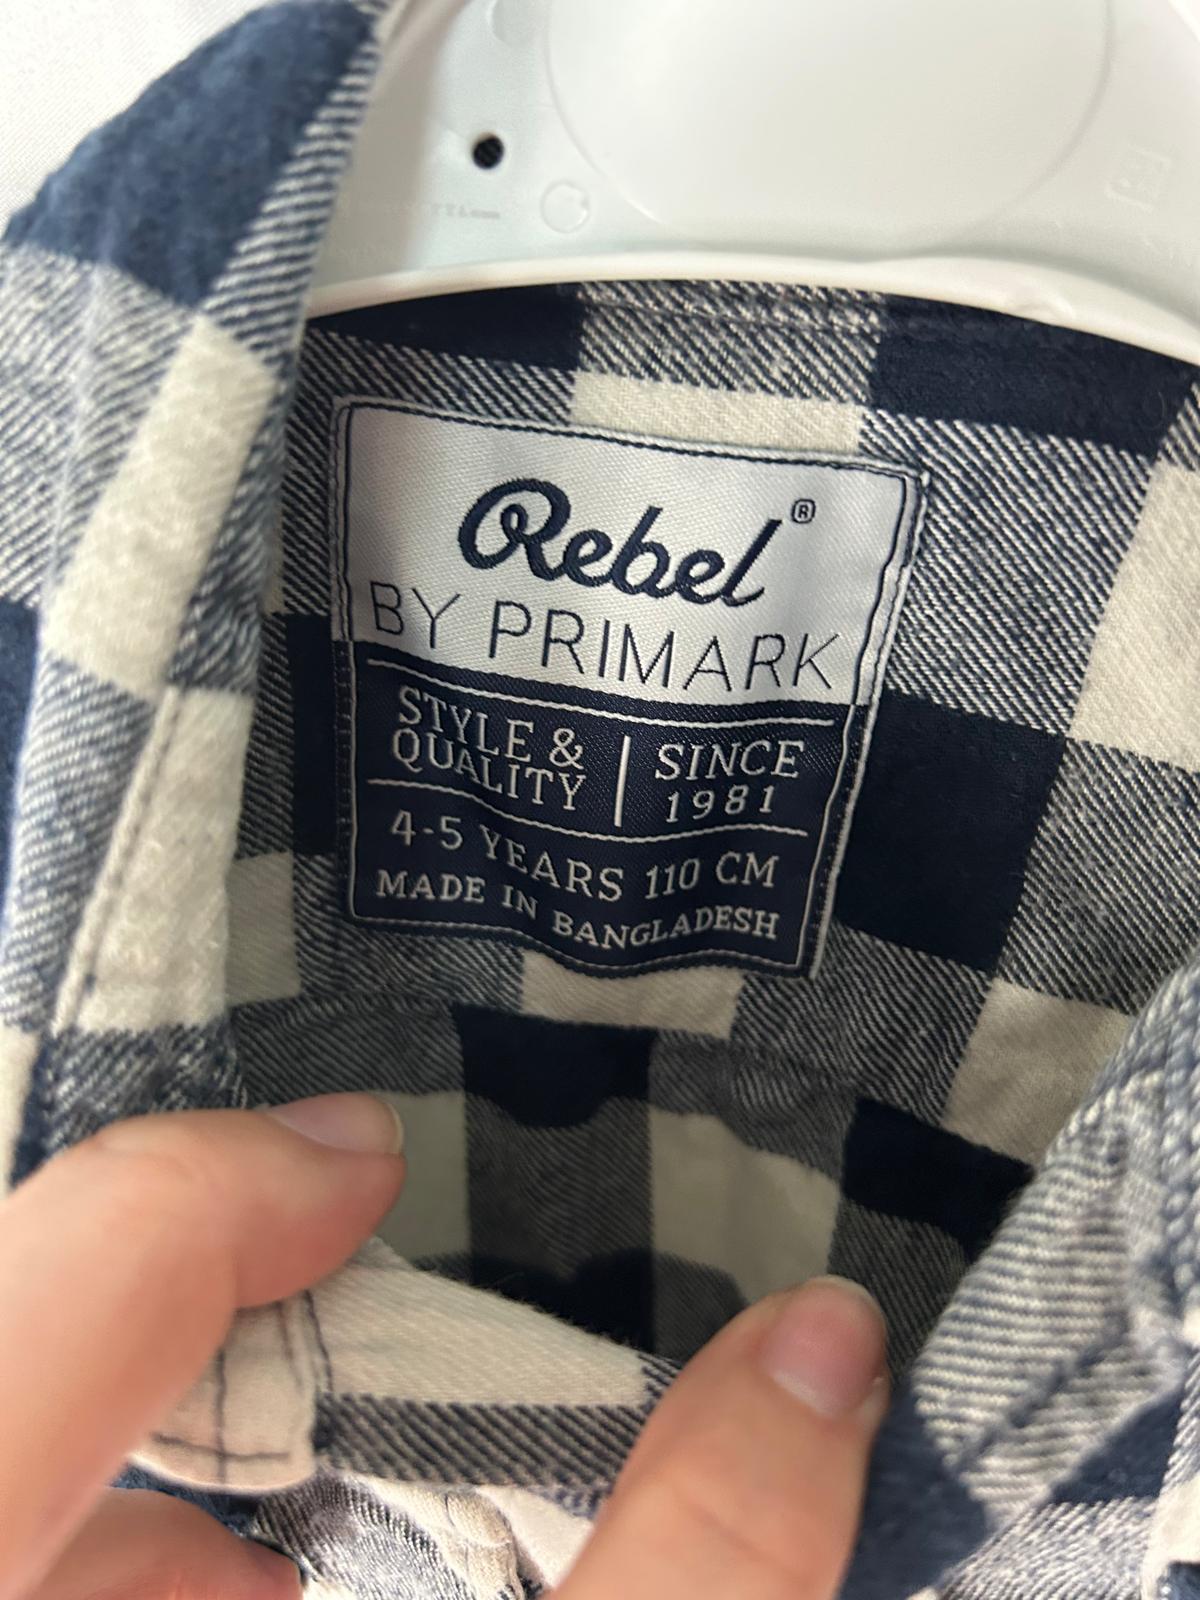 Rebel®
BY PRIMARK
STYLE &
QUALITY
SINCE
1981
4-5 YEARS 110 CM
MADE IN BANGLADESH